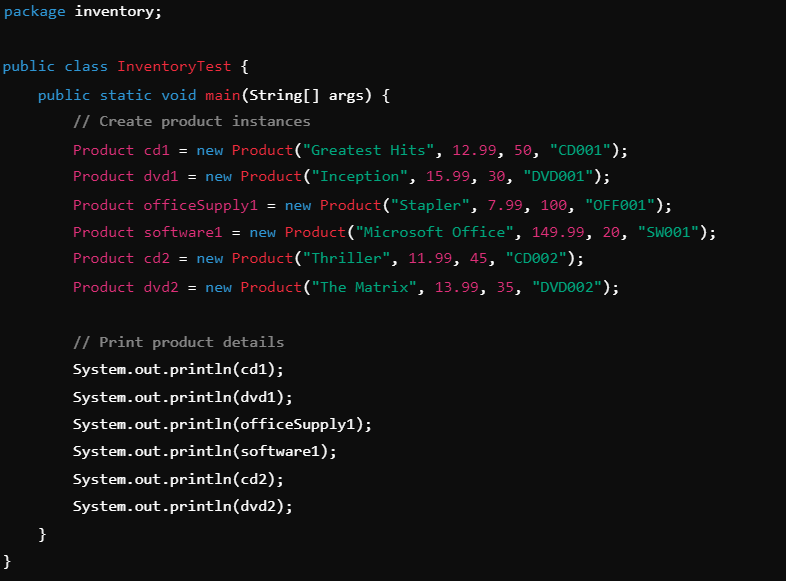 package inventory;
public class InventoryTest {
public static void main(String[] args) {
// Create product instances
Product cd1 = new Product("Greatest Hits", 12.99, 50, "CD001");
Product dvd1 = new Product("Inception", 15.99, 30, "DVD001");
Product officeSupply1 = new Product("Stapler", 7.99, 100, "OFF001");
Product software1 = new Product("Microsoft Office", 149.99, 20, "SW001");
Product cd2 = new Product("Thriller", 11.99, 45, "CD002");
Product dvd2 = new Product("The Matrix", 13.99, 35, "DVD002");
// Print product details
System.out.println(cd1);
System.out.println(dvd1);
System.out.println(officeSupply1);
System.out.println(software1);
System.out.println(cd2);
System.out.println(dvd2);
}
}